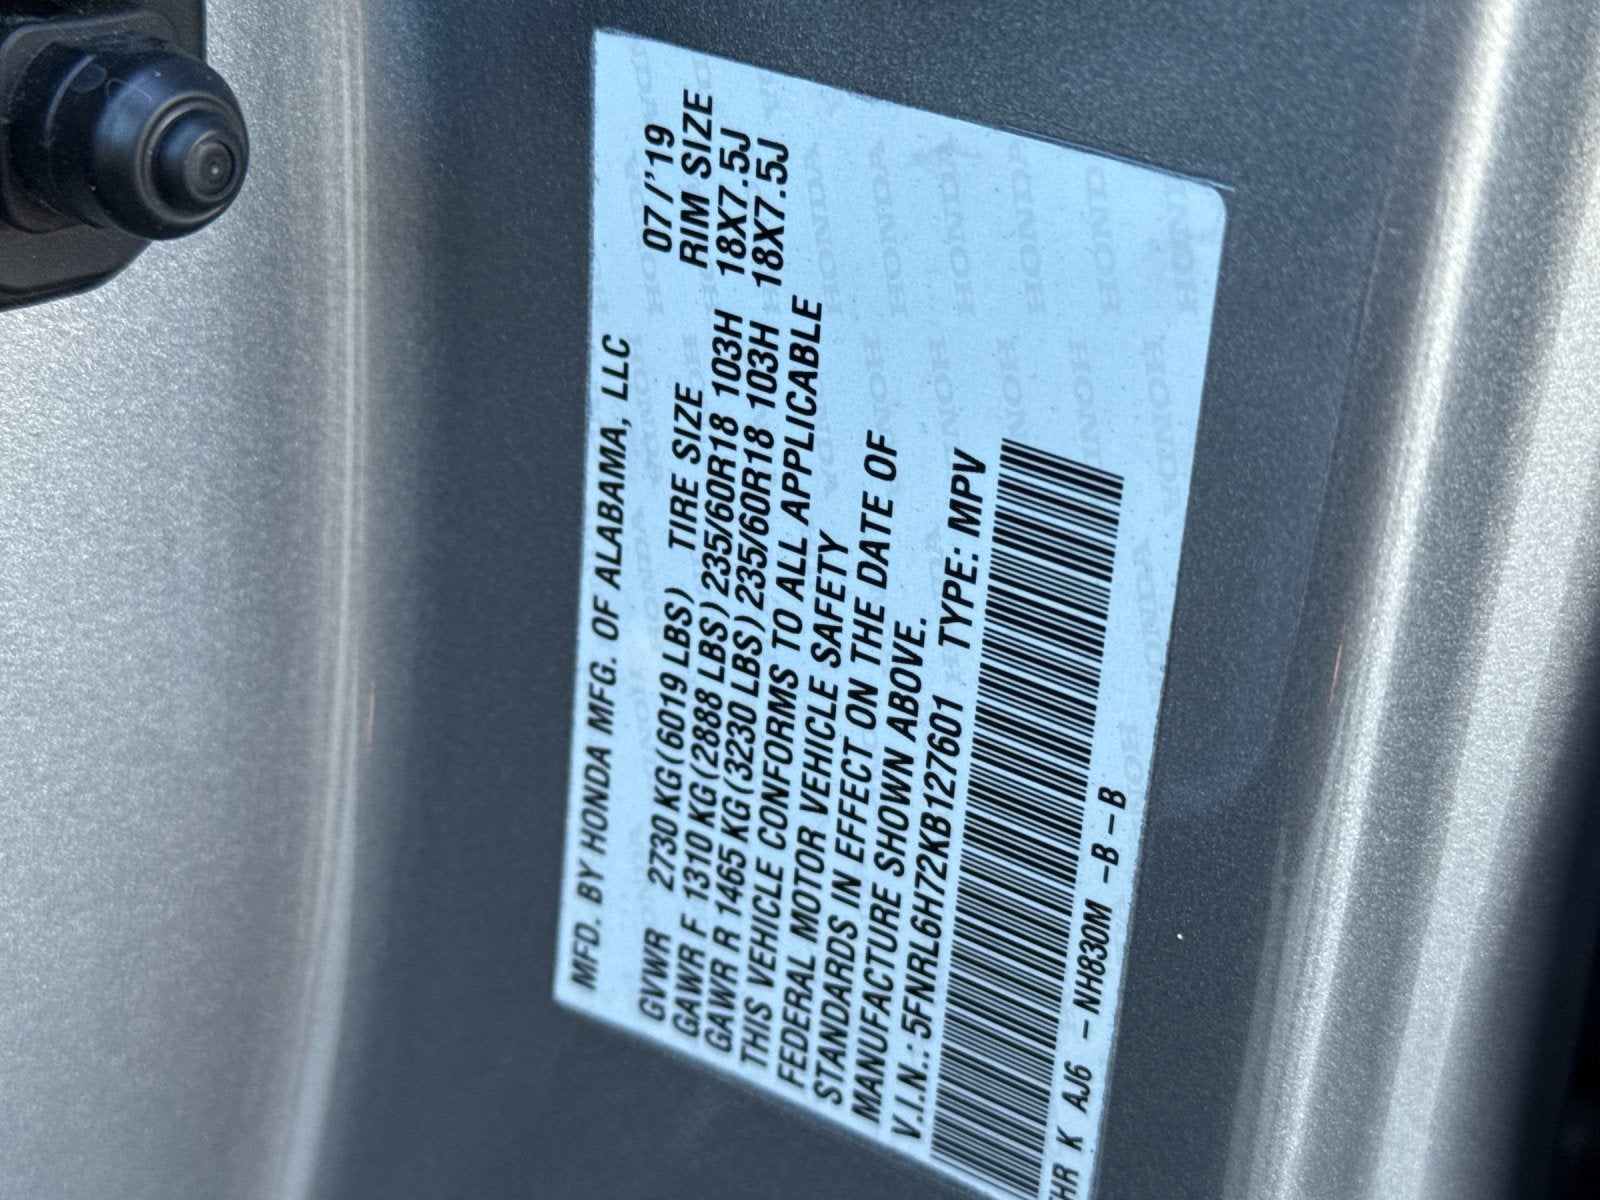 MFD. BY HONDA MFG. OF ALABAMA, LLC 07/'19
GVWR 2730 KG(6019 LBS) TIRE SIZE RIM SIZE
GAWR F 1310 KG(2888 LBS) 235/60R18 103H 18X7.5J
GAWR R 1465 KG(3230 LBS) 235/60R18 103H 18X7.5J
THIS VEHICLE CONFORMS TO ALL APPLICABLE
FEDERAL MOTOR VEHICLE SAFETY
STANDARDS IN EFFECT ON THE DATE OF
MANUFACTURE SHOWN ABOVE.
V.I.N.: 5FNRL6H72KB127601 TYPE: MPV
K AJ6 -NH830M -B-B